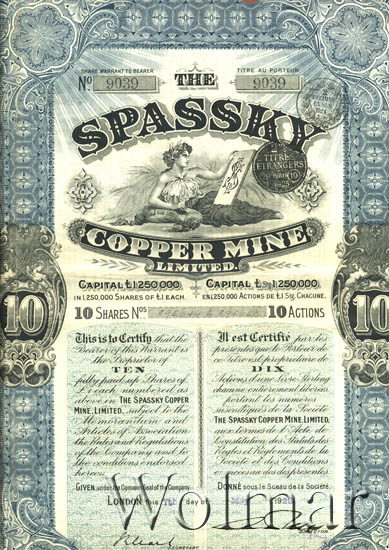 SHARE WARRANT TO BEARER
TITRE AU PORTEUR
No 9039 THE 9039
SPASSKY
TITRES
ETRANGERS
COPPER MINE
LIMITED.
CAPITAL £1,250,000 CAPITAL £Stg 1,250,000
IN 1,250,000 SHARES OF £1 EACH. EN 1,250,000 ACTIONS DE £1 Stg. CHACUNE.
10 SHARES Nos 10 ACTIONS
10 10
This is to Certify that the
Bearer of this Warrant is
the Proprietor of
TEN
fully paid up Shares of
£1 each numbered as
above in THE SPASSKY COPPER
MINE, LIMITED, subject to the
Memorandum and
Articles of Association
the Rules and Regulations
of the Company and to
the conditions endorsed
hereon.
GIVEN under the Common Seal of the Company
LONDON this day of
Il est Certifié par les
présentes que le Porteur de
ce titre est propriétaire de
DIX
Actions d'une Livre Sterling
chacune entièrement libérées
portant les numéros
susindiqués de la Société
THE SPASSKY COPPER MINE, LIMITED,
aux termes de l'Acte de
Constitution des Statuts des
Règles et Règlements de la
Société et des Conditions
énoncées au dos des présentes.
DONNÉ sous le Sceau de la Société.
Wolmar
SECRETARY